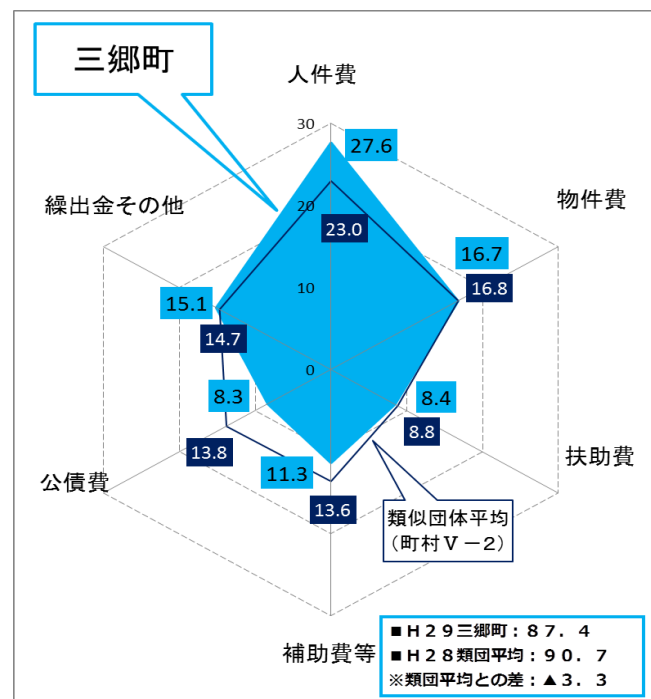 三郷町
人件費
30
27.6
繰出金その他
物件費
20
23.0
16.7
16.8
10
15.1
14.7
0
8.3
8.4
8.8
13.8
公債費
11.3
扶助費
13.6
類似団体平均
(町村Ⅴ－2)
補助費等
■Ｈ２９三郷町：８７．４
■Ｈ２８類団平均：９０．７
※類団平均との差：▲３．３